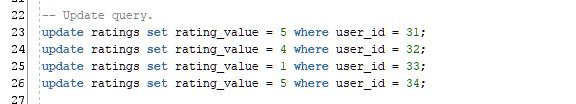 22 -- Update query.
23 update ratings set rating_value = 5 where user_id = 31;
24 update ratings set rating_value = 4 where user_id = 32;
25 update ratings set rating_value = 1 where user_id = 33;
26 update ratings set rating_value = 5 where user_id = 34;
27